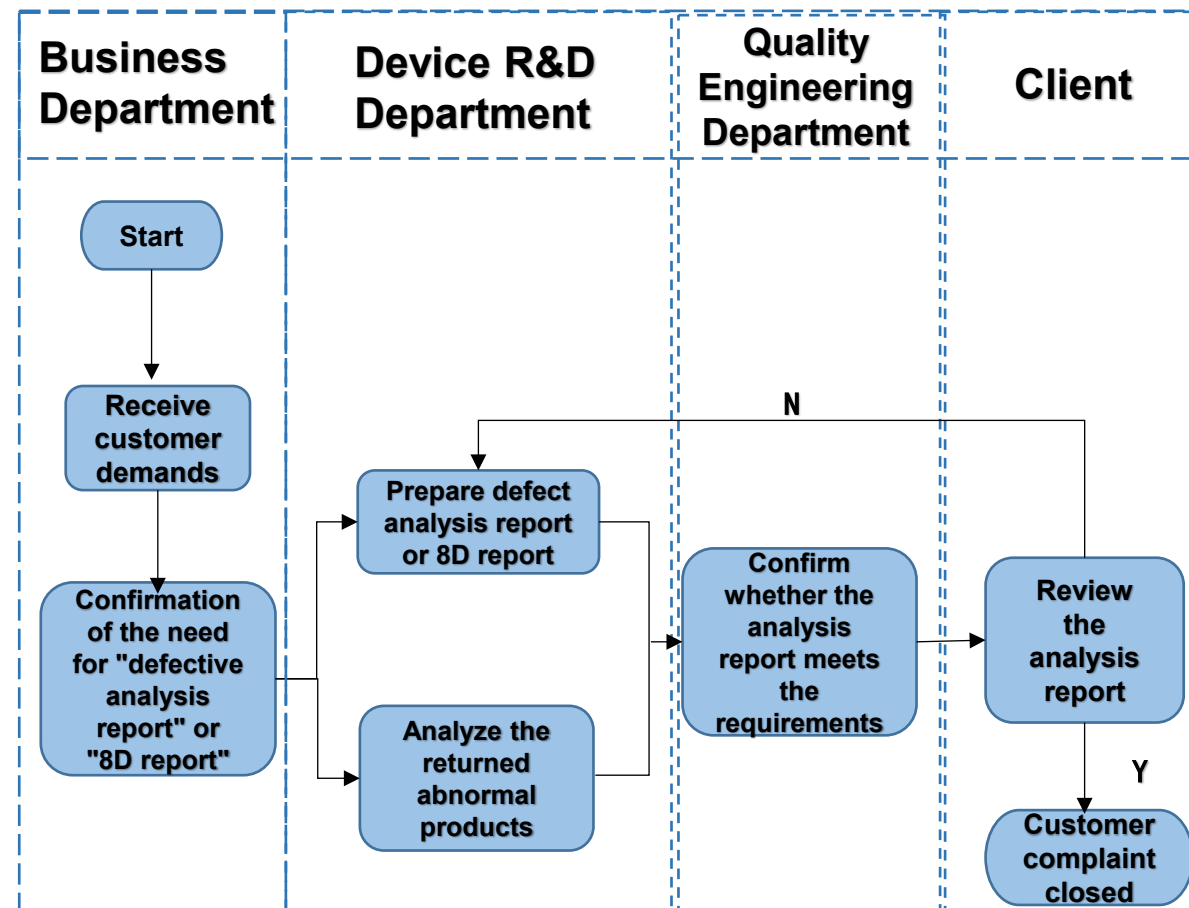 Business
Department
Device R&D
Department
Quality
Engineering
Department
Client
Start
Receive
customer
demands
Confirmation
of the need
for "defective
analysis
report" or
"8D report"
Prepare defect
analysis report
or 8D report
Analyze the
returned
abnormal
products
N
Confirm
whether the
analysis
report meets
the
requirements
Review
the
analysis
report
Y
Customer
complaint
closed